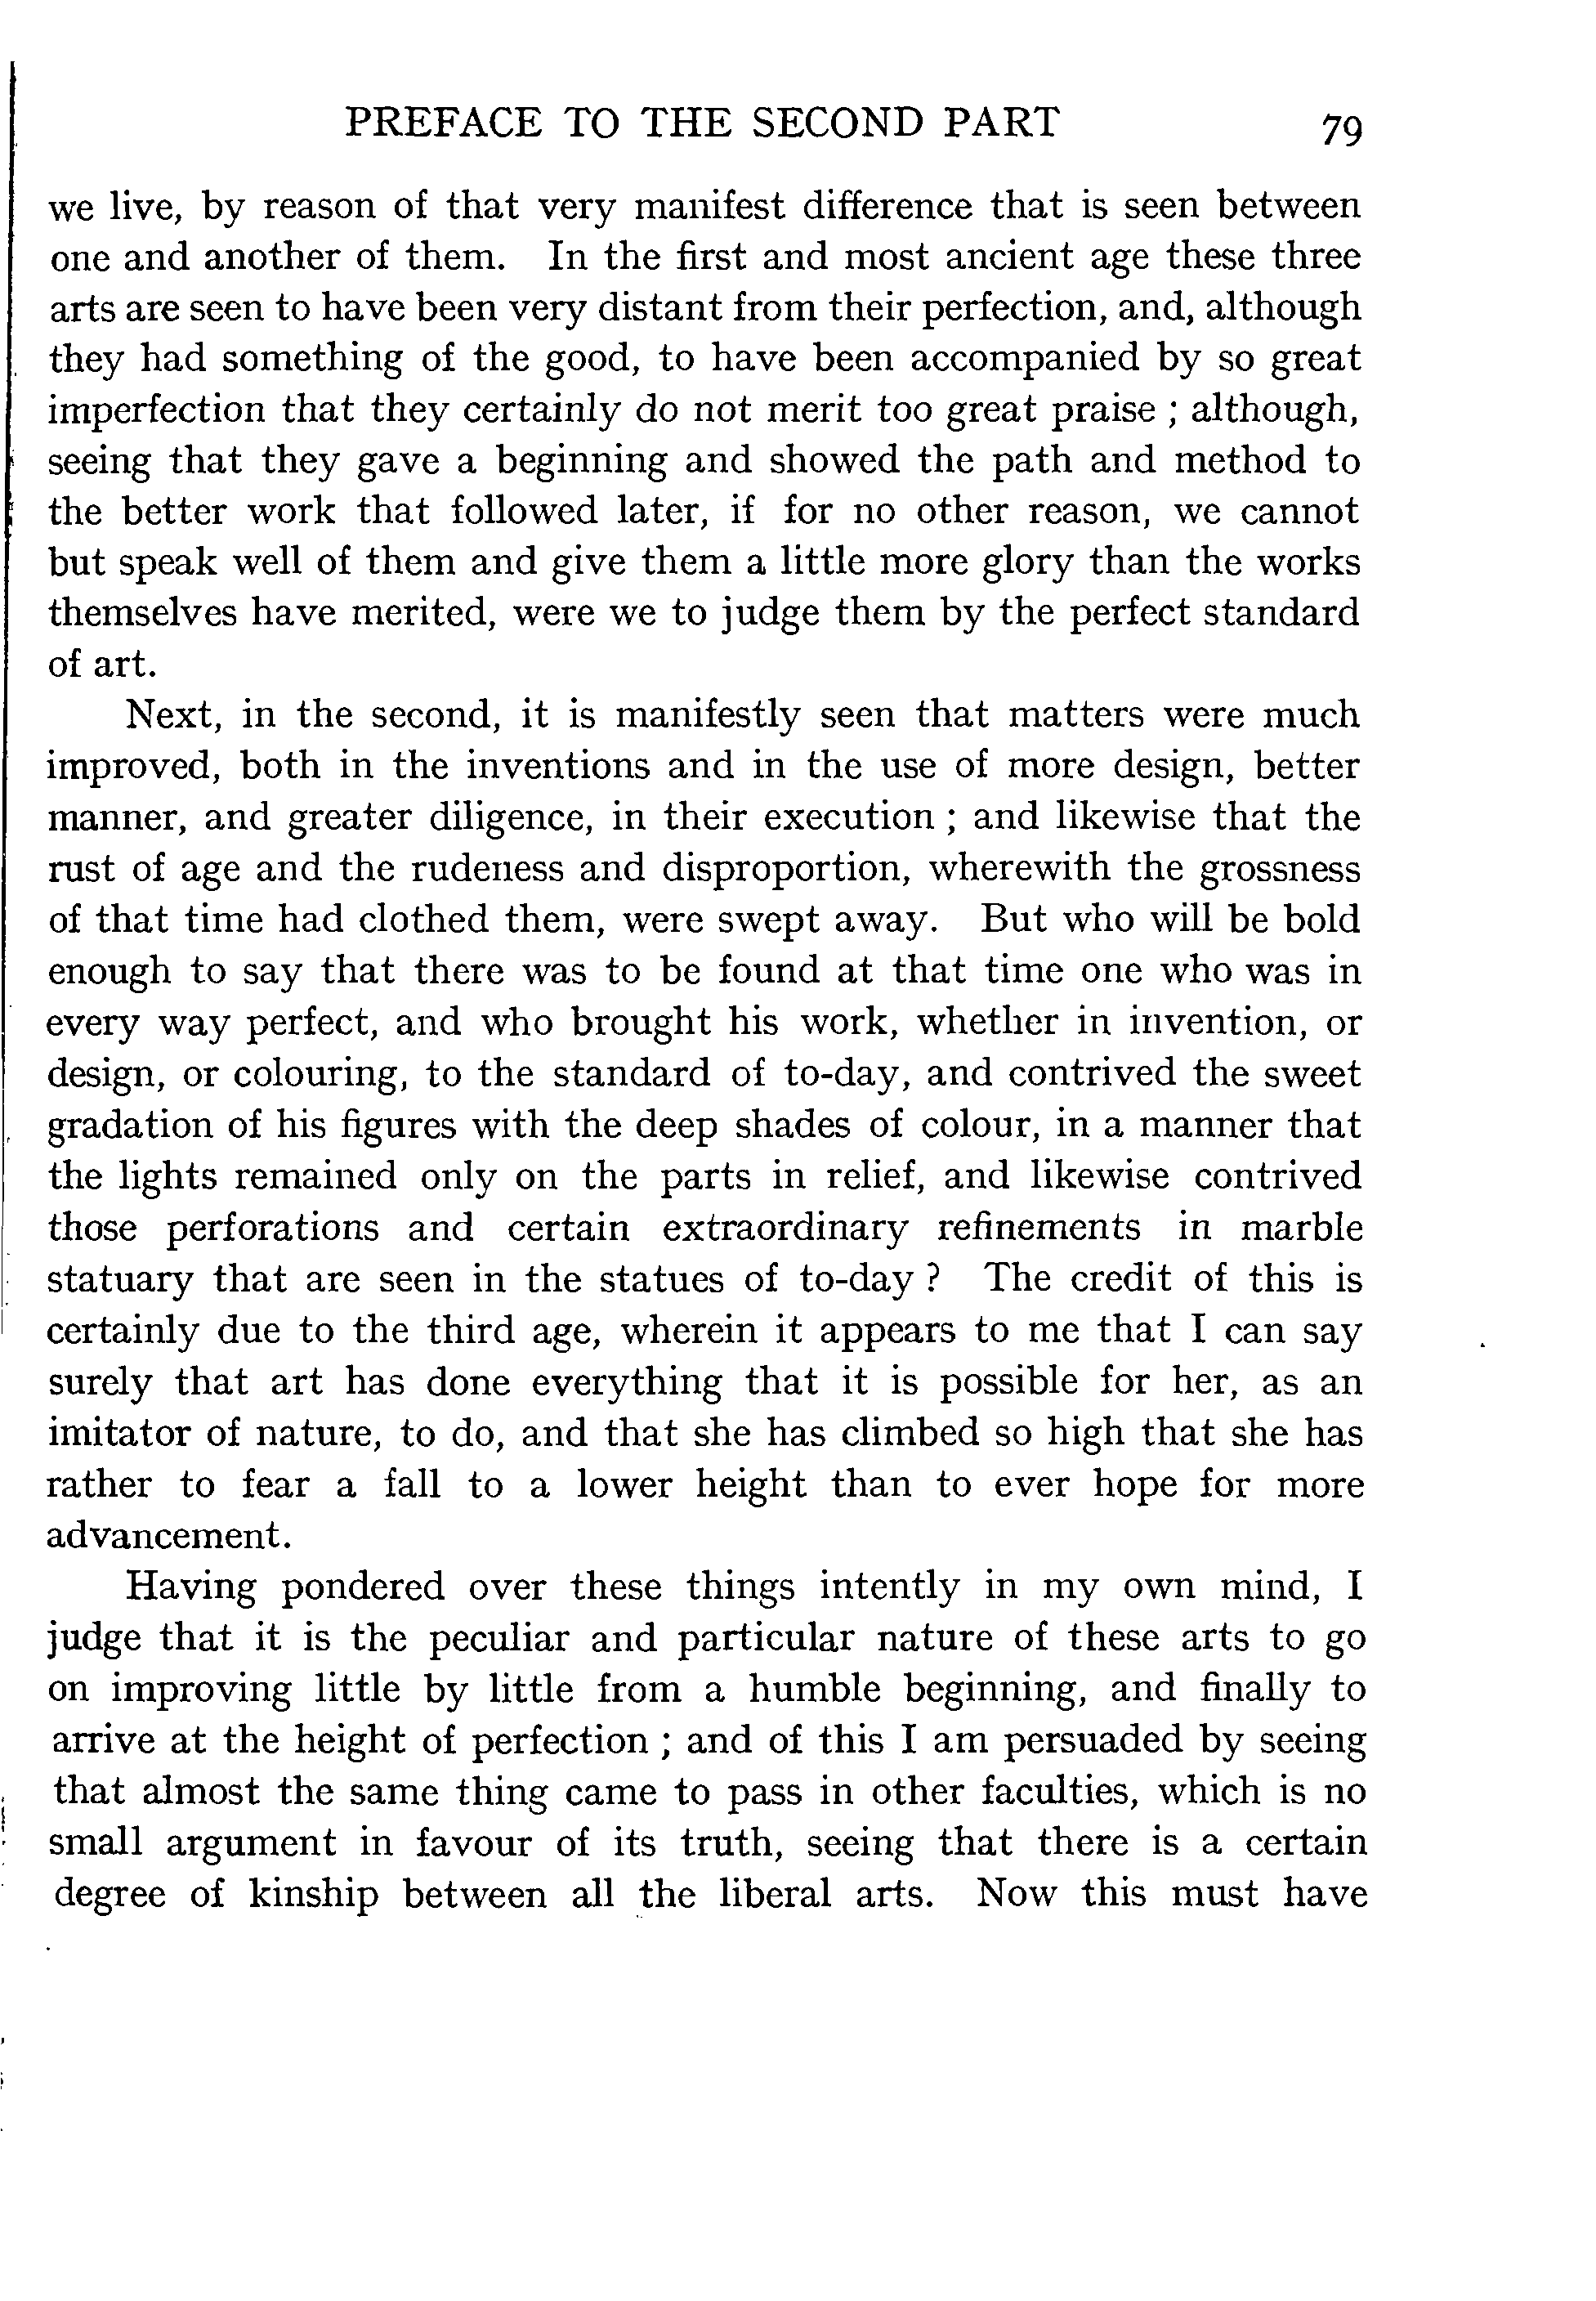 PREFACE TO THE SECOND PART 79
we live, by reason of that very manifest difference that is seen between
one and another of them. In the first and most ancient age these three
arts are seen to have been very distant from their perfection, and, although
they had something of the good, to have been accompanied by so great
imperfection that they certainly do not merit too great praise ; although,
seeing that they gave a beginning and showed the path and method to
the better work that followed later, if for no other reason, we cannot
but speak well of them and give them a little more glory than the works
themselves have merited, were we to judge them by the perfect standard
of art.
Next, in the second, it is manifestly seen that matters were much
improved, both in the inventions and in the use of more design, better
manner, and greater diligence, in their execution ; and likewise that the
rust of age and the rudeness and disproportion, wherewith the grossness
of that time had clothed them, were swept away. But who will be bold
enough to say that there was to be found at that time one who was in
every way perfect, and who brought his work, whether in invention, or
design, or colouring, to the standard of to-day, and contrived the sweet
gradation of his figures with the deep shades of colour, in a manner that
the lights remained only on the parts in relief, and likewise contrived
those perforations and certain extraordinary refinements in marble
statuary that are seen in the statues of to-day ? The credit of this is
certainly due to the third age, wherein it appears to me that I can say
surely that art has done everything that it is possible for her, as an
imitator of nature, to do, and that she has climbed so high that she has
rather to fear a fall to a lower height than to ever hope for more
advancement.
Having pondered over these things intently in my own mind, I
judge that it is the peculiar and particular nature of these arts to go
on improving little by little from a humble beginning, and finally to
arrive at the height of perfection ; and of this I am persuaded by seeing
that almost the same thing came to pass in other faculties, which is no
small argument in favour of its truth, seeing that there is a certain
degree of kinship between all the liberal arts. Now this must have